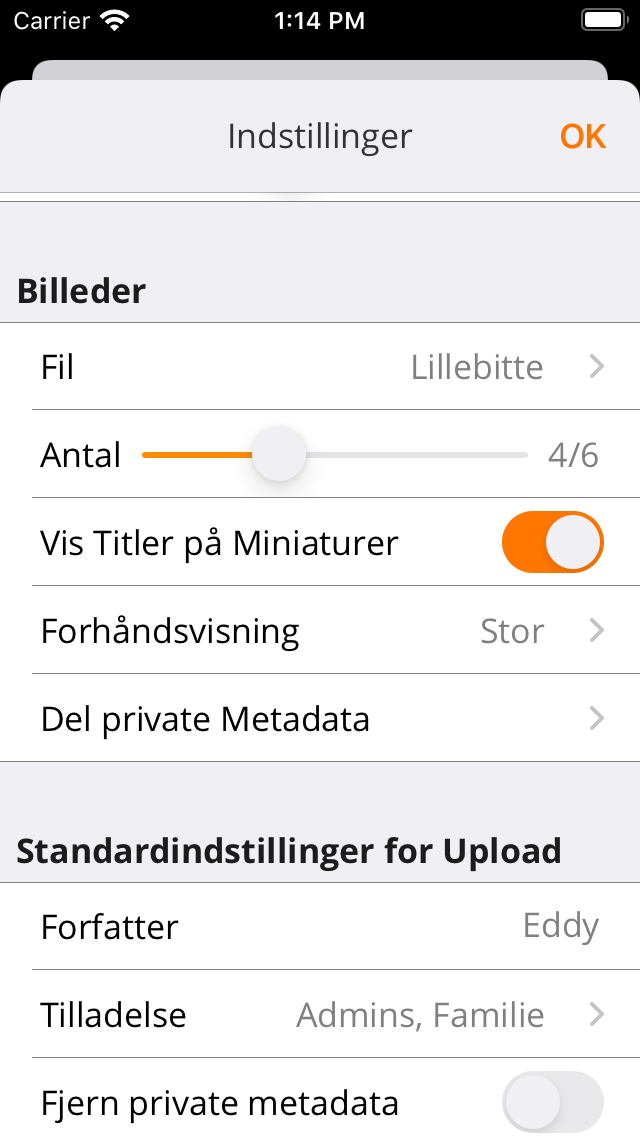 Carrier 1:14 PM
Indstillinger OK
Billeder
Fil Lillebitte
Antal 4/6
Vis Titler på Miniaturer
Forhåndsvisning Stor
Del private Metadata
Standardindstillinger for Upload
Forfatter Eddy
Tilladelse Admins, Familie
Fjern private metadata